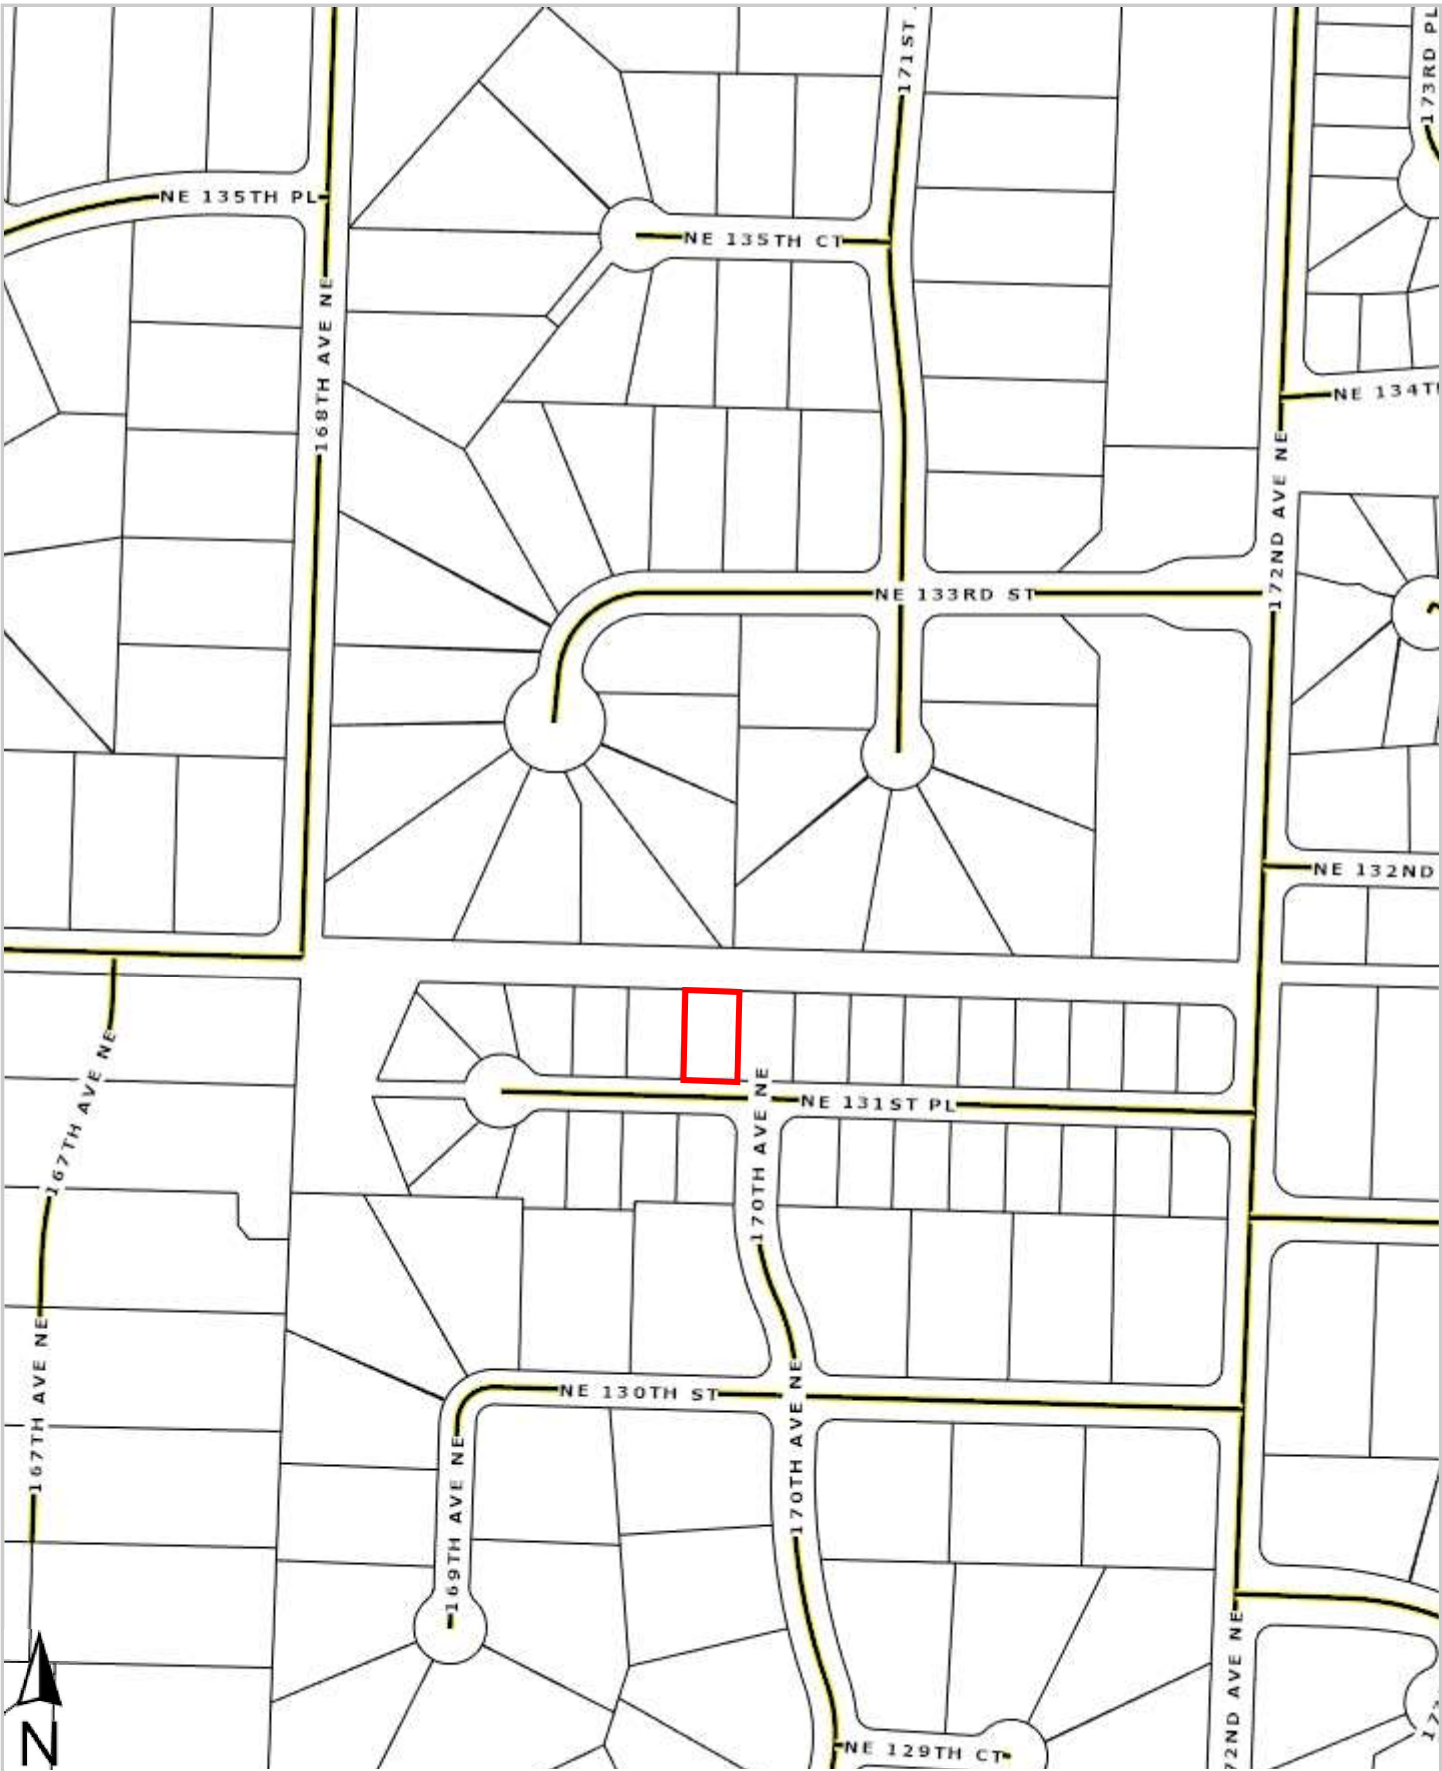 171ST
173RD PL
NE 135TH PL
NE 135TH CT
168TH AVE NE
NE 134TH
172ND AVE NE
NE 133RD ST
NE 132ND
167TH AVE NE
170TH AVE NE
NE 131ST PL
167TH AVE NE
NE 130TH ST
170TH AVE NE
169TH AVE NE
72ND AVE NE
NE 129TH CT
N